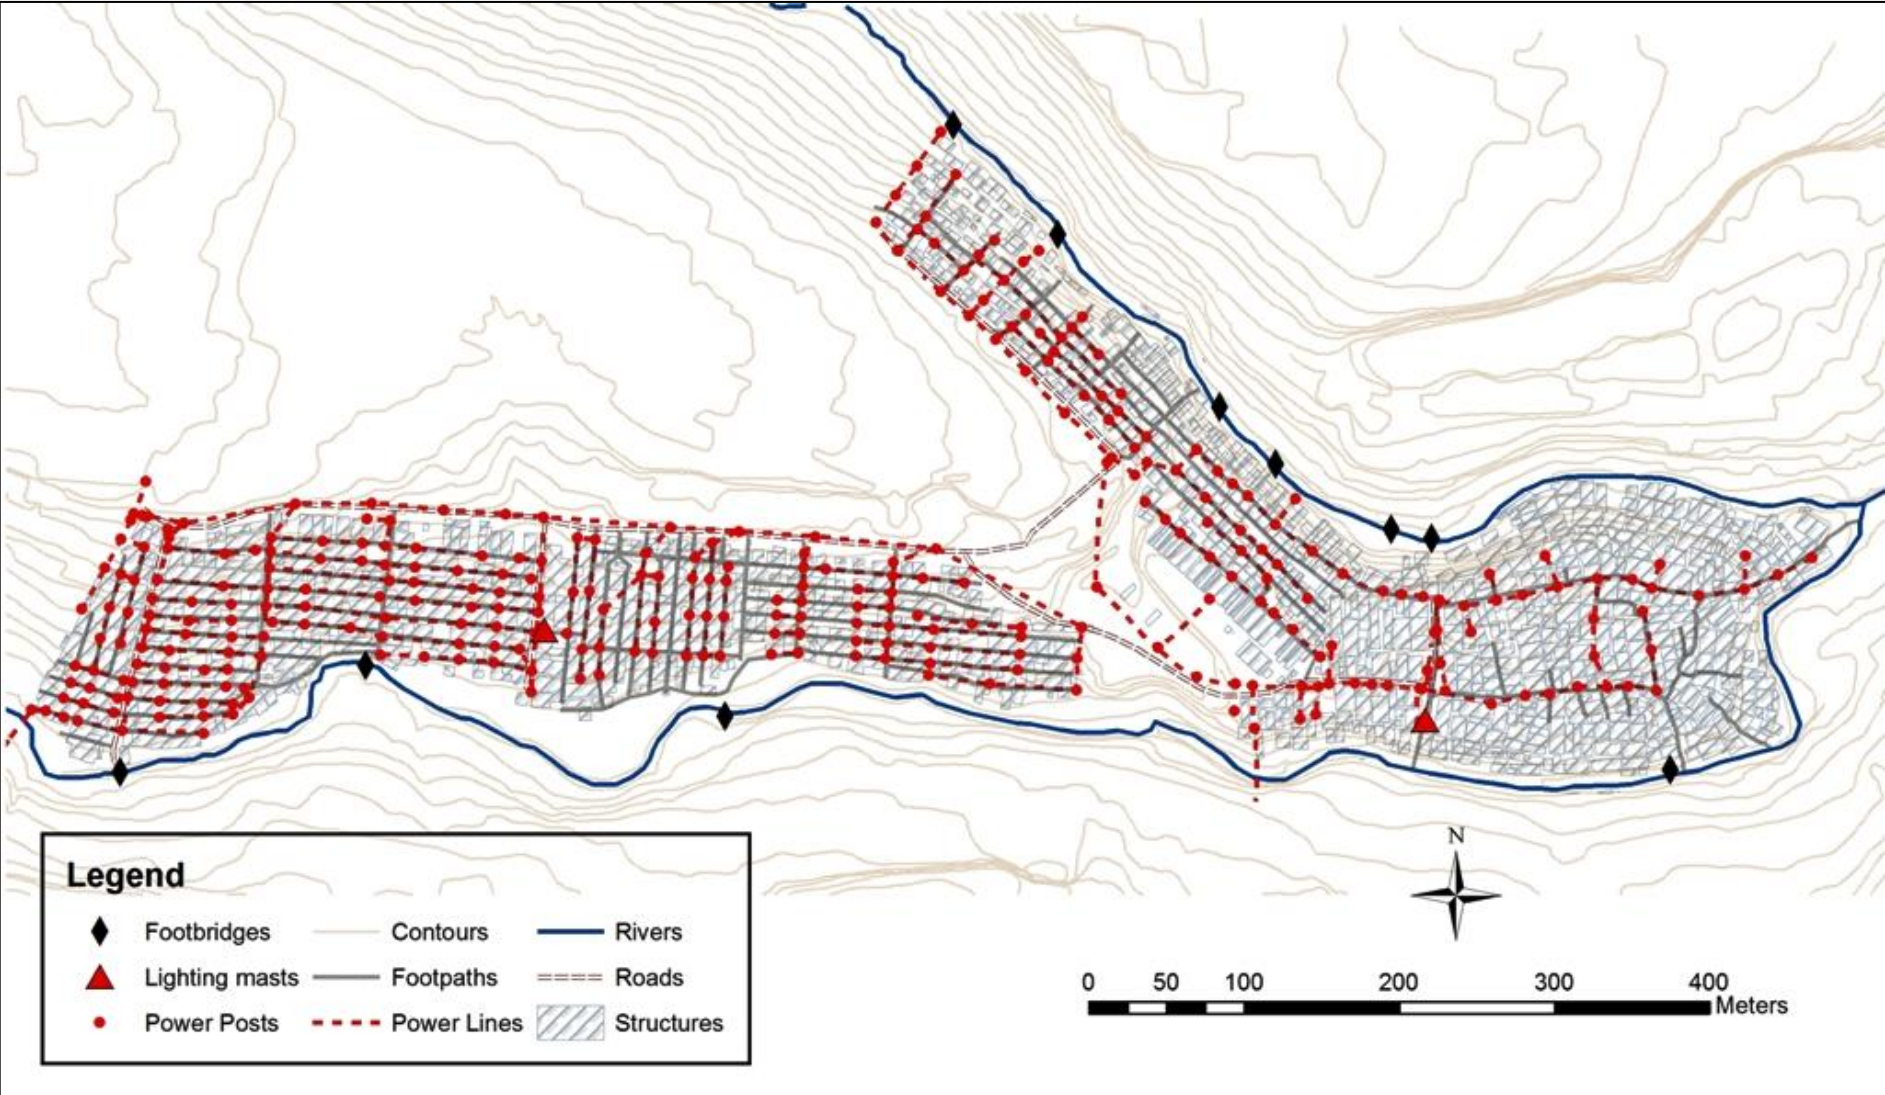 N
Legend
Footbridges Contours Rivers
Lighting masts Footpaths Roads
Power Posts Power Lines Structures
0 50 100 200 300 400
Meters